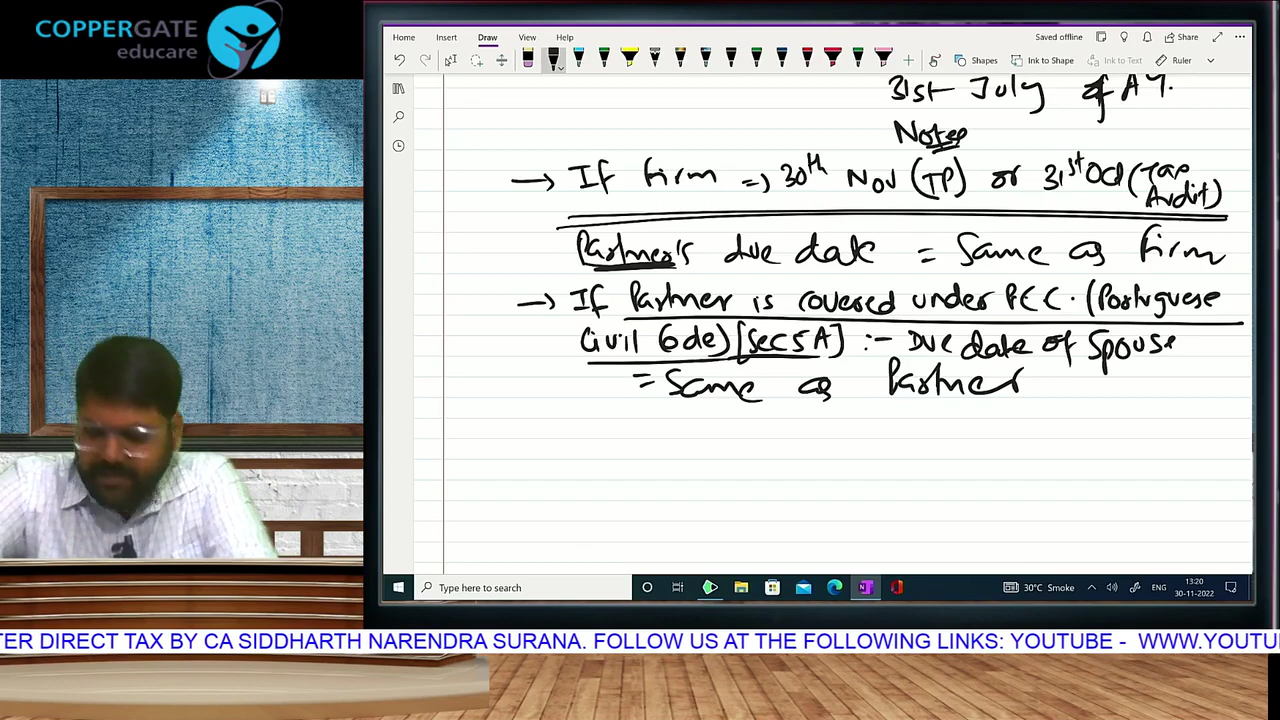 COPPERGATE
educare
Home Insert Draw View Help
Saved offline
Share
Shapes
Ink to Shape
Ink to Text
Ruler
31st July of AY.
Notes
→ If firm => 30th Nov (TP) or 31st Oct (Tax Audit)
Partner's due date = Same as firm
→ If Partner is covered under PCC. (Portuguese
Civil Code) [Sec 5A] :- Due date of Spouse
= Same as Partner
Type here to search
30°C Smoke
ENG
13:20
30-11-2022
TER DIRECT TAX BY CA SIDDHARTH NARENDRA SURANA. FOLLOW US AT THE FOLLOWING LINKS: YOUTUBE - WWW.YOUTU